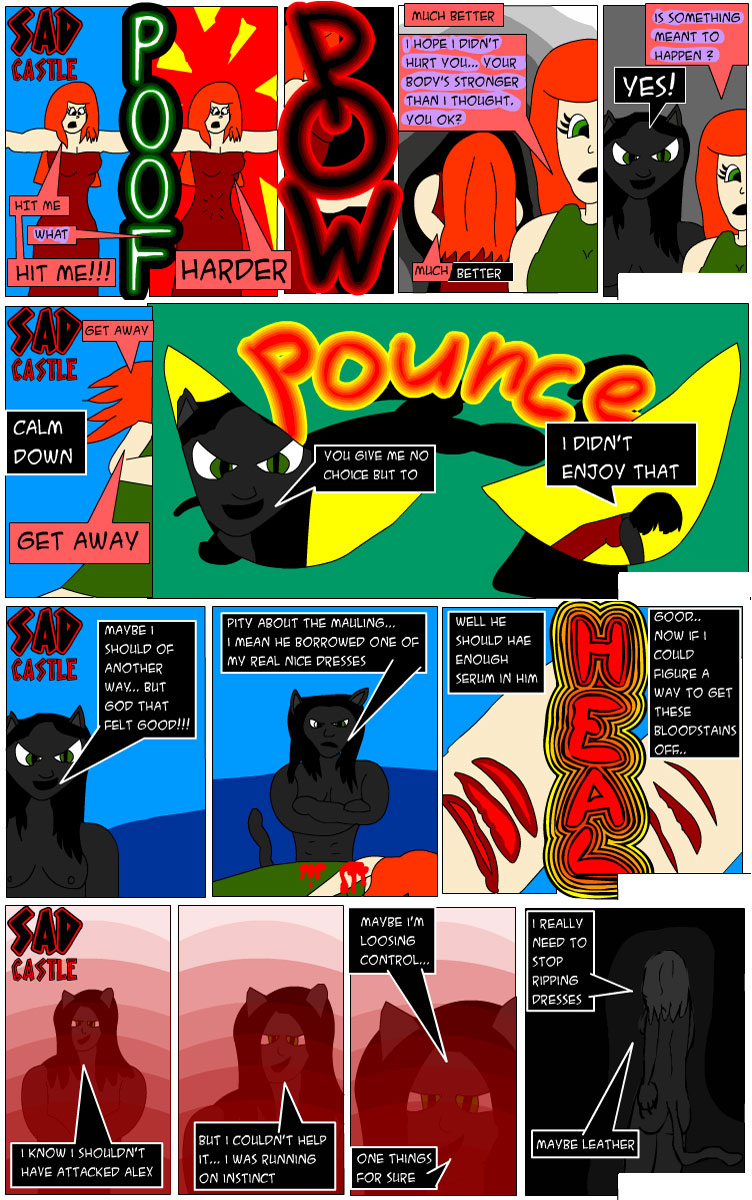 SAD
CASTLE
POOF
HIT ME
WHAT
HIT ME!!!
HARDER
POW
MUCH BETTER
I HOPE I DIDN'T
HURT YOU... YOUR
BODY'S STRONGER
THAN I THOUGHT.
YOU OK?
MUCH BETTER
IS SOMETHING
MEANT TO
HAPPEN ?
YES!
SAD
CASTLE
GET AWAY
CALM
DOWN
GET AWAY
POUNCE
YOU GIVE ME NO
CHOICE BUT TO
I DIDN'T
ENJOY THAT
SAD
CASTLE
MAYBE I
SHOULD OF
ANOTHER
WAY... BUT
GOD THAT
FELT GOOD!!!
PITY ABOUT THE MAULING...
I MEAN HE BORROWED ONE OF
MY REAL NICE DRESSES
WELL HE
SHOULD HAE
ENOUGH
SERUM IN HIM
HEAL
GOOD...
NOW IF I
COULD
FIGURE A
WAY TO GET
THESE
BLOODSTAINS
OFF..
SAD
CASTLE
I KNOW I SHOULDN'T
HAVE ATTACKED ALEX
BUT I COULDN'T HELP
IT... I WAS RUNNING
ON INSTINCT
MAYBE I'M
LOOSING
CONTROL...
ONE THINGS
FOR SURE
I REALLY
NEED TO
STOP
RIPPING
DRESSES
MAYBE LEATHER